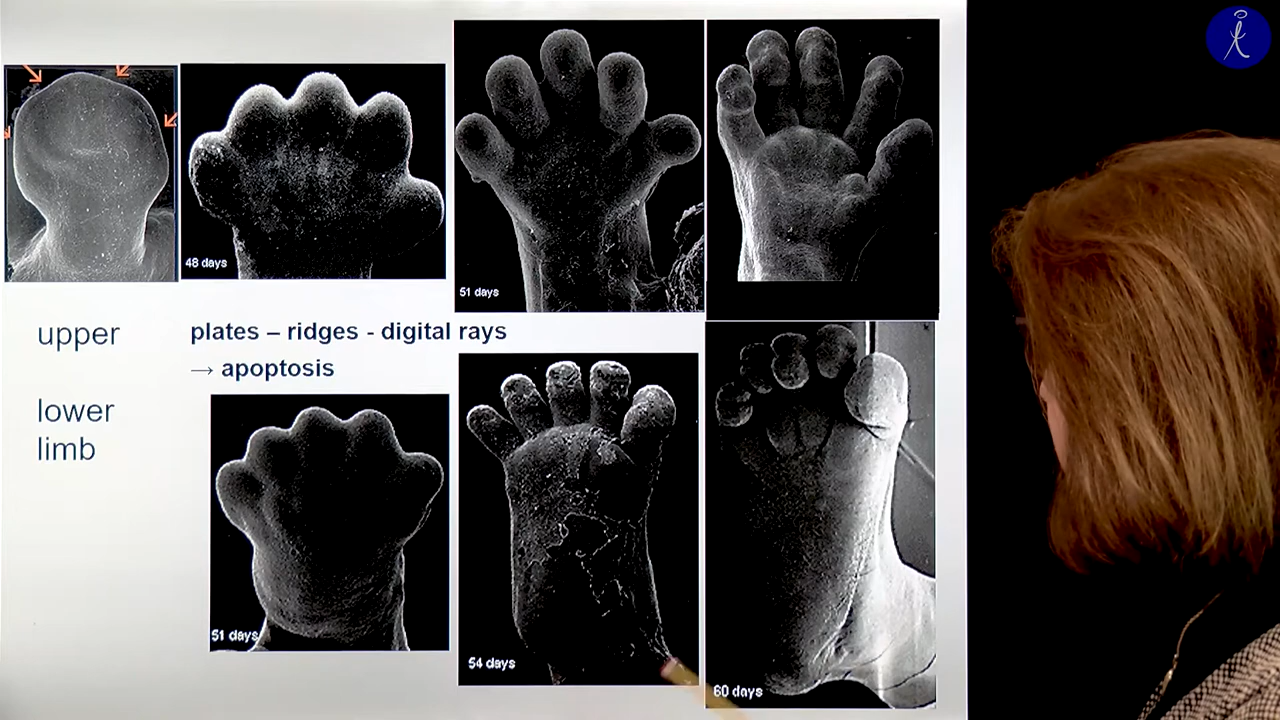 48 days
51 days
upper
plates – ridges - digital rays
→ apoptosis
lower
limb
51 days
54 days
60 days